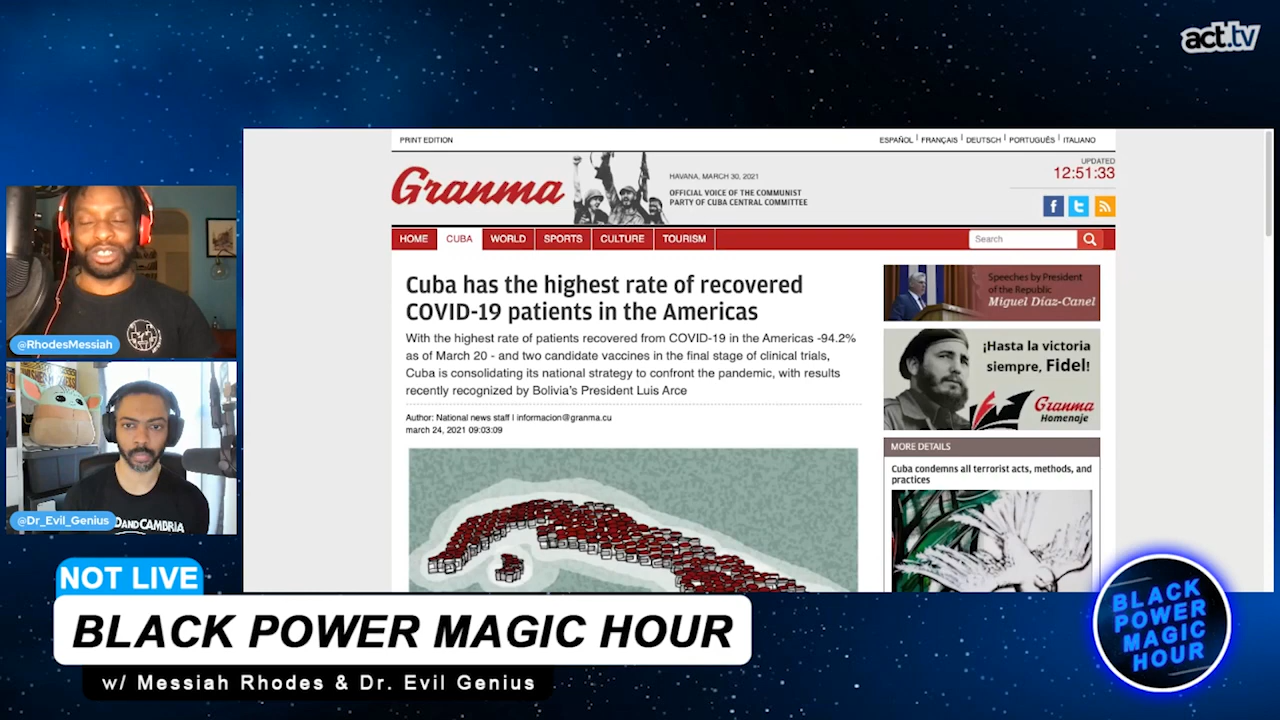 act.tv
PRINT EDITION
ESPAÑOL | FRANÇAIS | DEUTSCH | PORTUGUÊS | ITALIANO
Granma
HAVANA, MARCH 30, 2021
OFFICIAL VOICE OF THE COMMUNIST
PARTY OF CUBA CENTRAL COMMITTEE
UPDATED
12:51:33
HOME
CUBA
WORLD
SPORTS
CULTURE
TOURISM
Search
Cuba has the highest rate of recovered
COVID-19 patients in the Americas
With the highest rate of patients recovered from COVID-19 in the Americas -94.2%
as of March 20 - and two candidate vaccines in the final stage of clinical trials,
Cuba is consolidating its national strategy to confront the pandemic, with results
recently recognized by Bolivia's President Luis Arce
Author: National news staff | informacion@granma.cu
march 24, 2021 09:03:09
Speeches by President
of the Republic
Miguel Díaz-Canel
¡Hasta la victoria
siempre, Fidel!
Granma
Homenaje
MORE DETAILS
Cuba condemns all terrorist acts, methods, and
practices
@RhodesMessiah
@Dr_Evil_Genius
AND CAMBRIA
NOT LIVE
BLACK POWER MAGIC HOUR
w/ Messiah Rhodes & Dr. Evil Genius
BLACK
POWER
MAGIC
HOUR